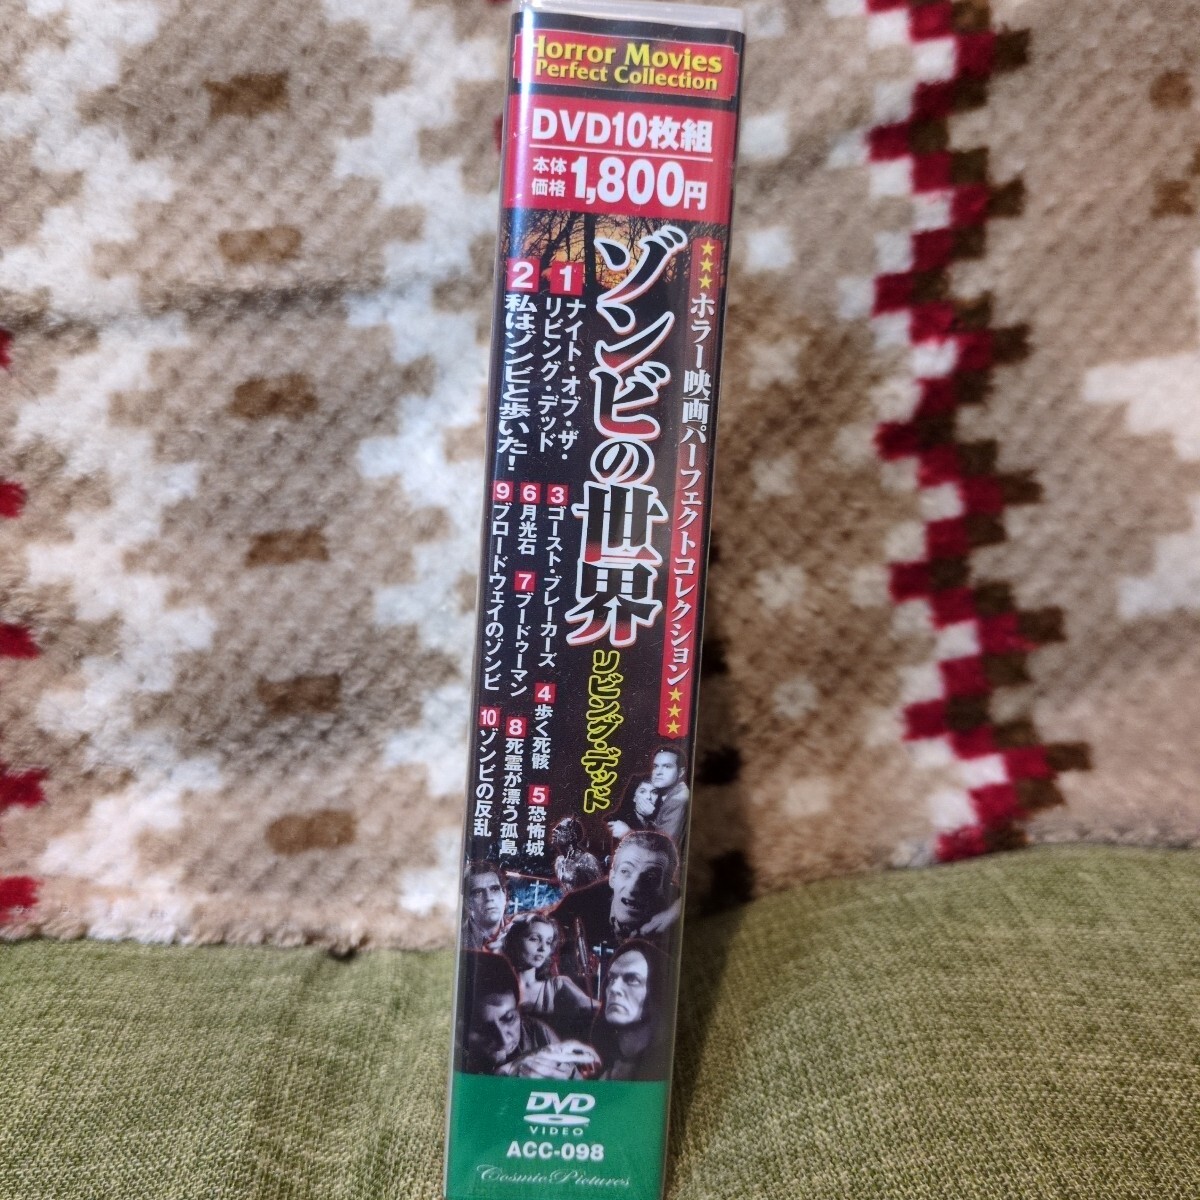 Horror Movies
Perfect Collection
DVD10枚組
本体
価格
1,800円
★★★ホラー映画パーフェクトコレクション★★★
ゾンビの世界
リビング・デッド
1
ナイト・オブ・ザ・
リビング・デッド
2
私はゾンビと歩いた!
3 ゴースト・ブレーカーズ
4 歩く死骸
5 恐怖城
6 月光石
7 ブードゥーマン
8 死霊が漂う孤島
9 ブロードウェイのゾンビ
10 ゾンビの反乱
DVD
VIDEO
ACC-098
Cosmic Pictures